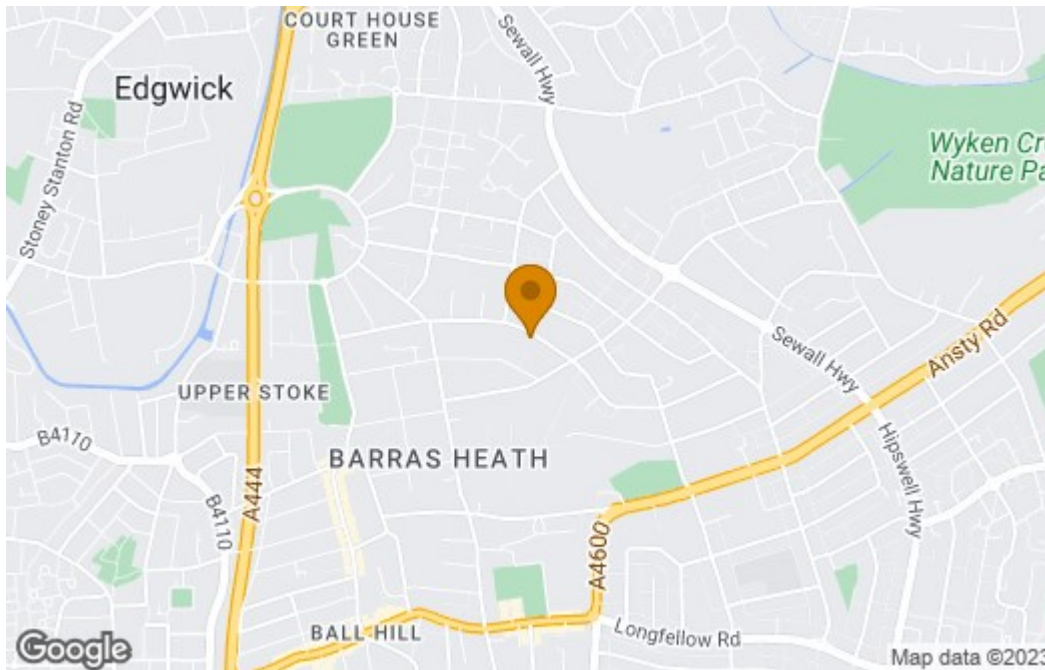 COURT HOUSE
GREEN
Sewall Hwy
Edgwick
Stoney Stanton Rd
Wyken Cr
Nature Pa
Ansty Rd
Sewall Hwy
UPPER STOKE
B4110
A444
B4110
BARRAS HEATH
Hipswell Hwy
A4600
BALL HILL
Longfellow Rd
Google
Map data ©2023